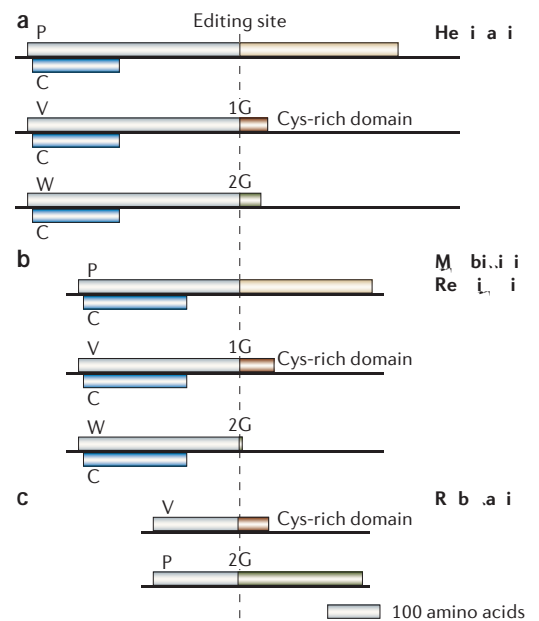 a
Editing site
P
C
V
1G
Cys-rich domain
C
W
2G
C
b
P
C
V
1G
Cys-rich domain
C
W
2G
C
c
V
Cys-rich domain
P
2G
100 amino acids